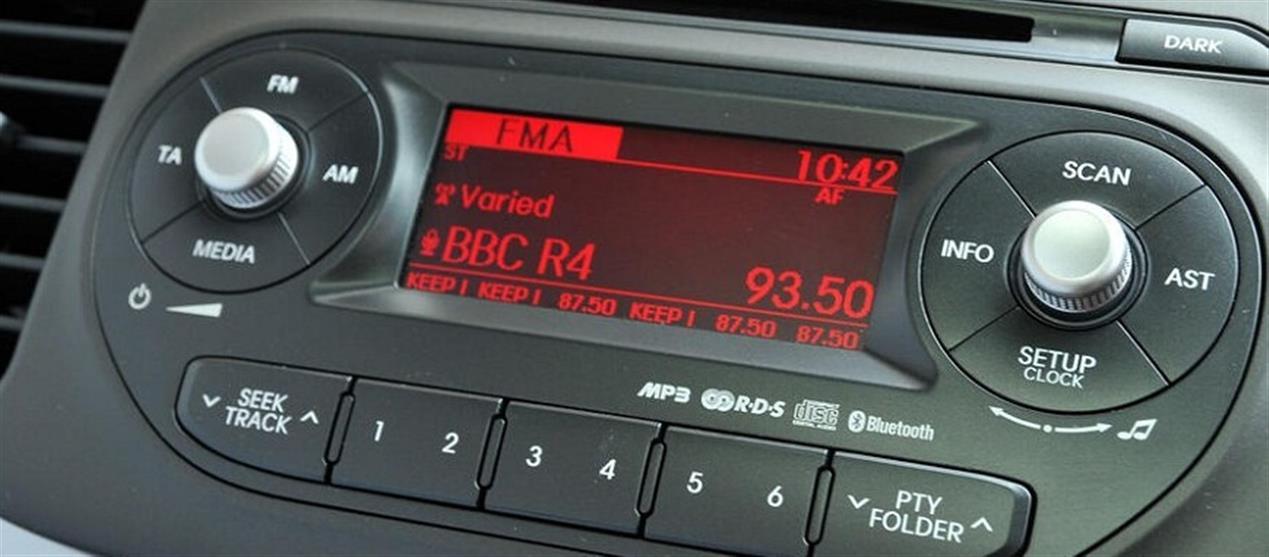 DARK
FM
TA
AM
MEDIA
FMA
10:42
ST
AF
Varied
BBC R4
93.50
KEEP I KEEP I 87.50 KEEP I 87.50 87.50
SCAN
INFO
AST
SETUP
CLOCK
MP3 R·D·S disc Bluetooth
DIGITAL AUDIO
SEEK
TRACK
1 2
3 4
5 6
PTY
FOLDER